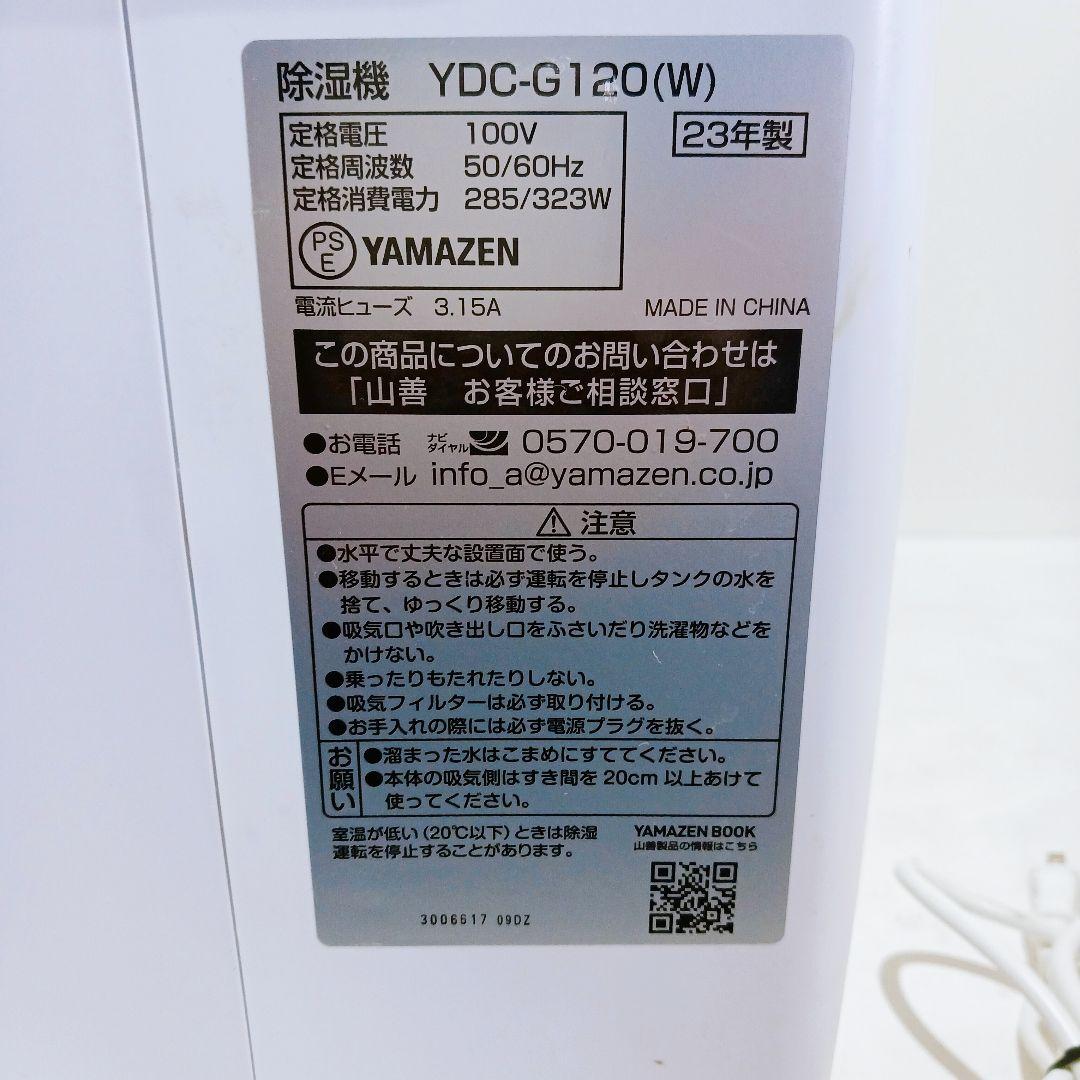 除湿機 YDC-G120(W)
定格電圧 100V
23年製
定格周波数 50/60Hz
定格消費電力 285/323W
PS
E
YAMAZEN
電流ヒューズ 3.15A MADE IN CHINA
この商品についてのお問い合わせは
「山善 お客様ご相談窓口」
●お電話 ナビダイヤル 0570-019-700
●Eメール info_a@yamazen.co.jp
⚠ 注意
●水平で丈夫な設置面で使う。
●移動するときは必ず運転を停止しタンクの水を
捨て、ゆっくり移動する。
●吸気口や吹き出し口をふさいだり洗濯物などを
かけない。
●乗ったりもたれたりしない。
●吸気フィルターは必ず取り付ける。
●お手入れの際には必ず電源プラグを抜く。
お願い
●溜まった水はこまめにすててください。
●本体の吸気側はすき間を20cm以上あけて
使ってください。
室温が低い(20℃以下)ときは除湿
運転を停止することがあります。
YAMAZEN BOOK
山善製品の情報はこちら
3006617 09DZ